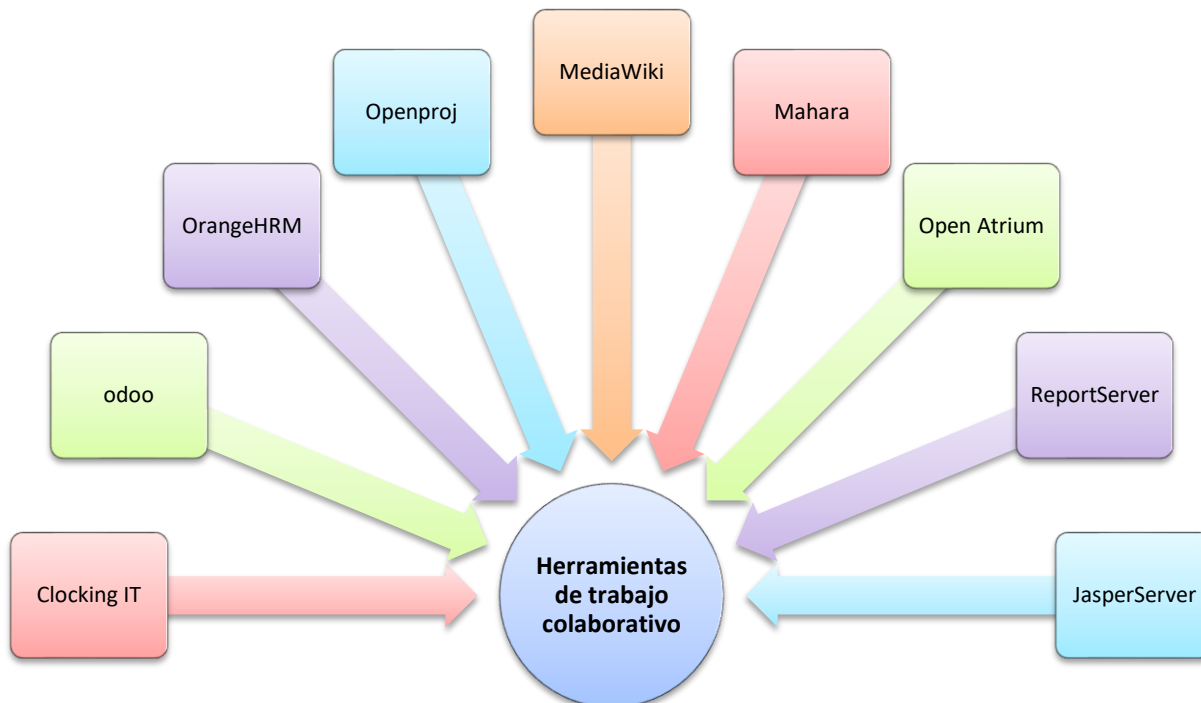 MediaWiki
Openproj
Mahara
OrangeHRM
Open Atrium
odoo
ReportServer
Clocking IT
Herramientas
de trabajo
colaborativo
JasperServer